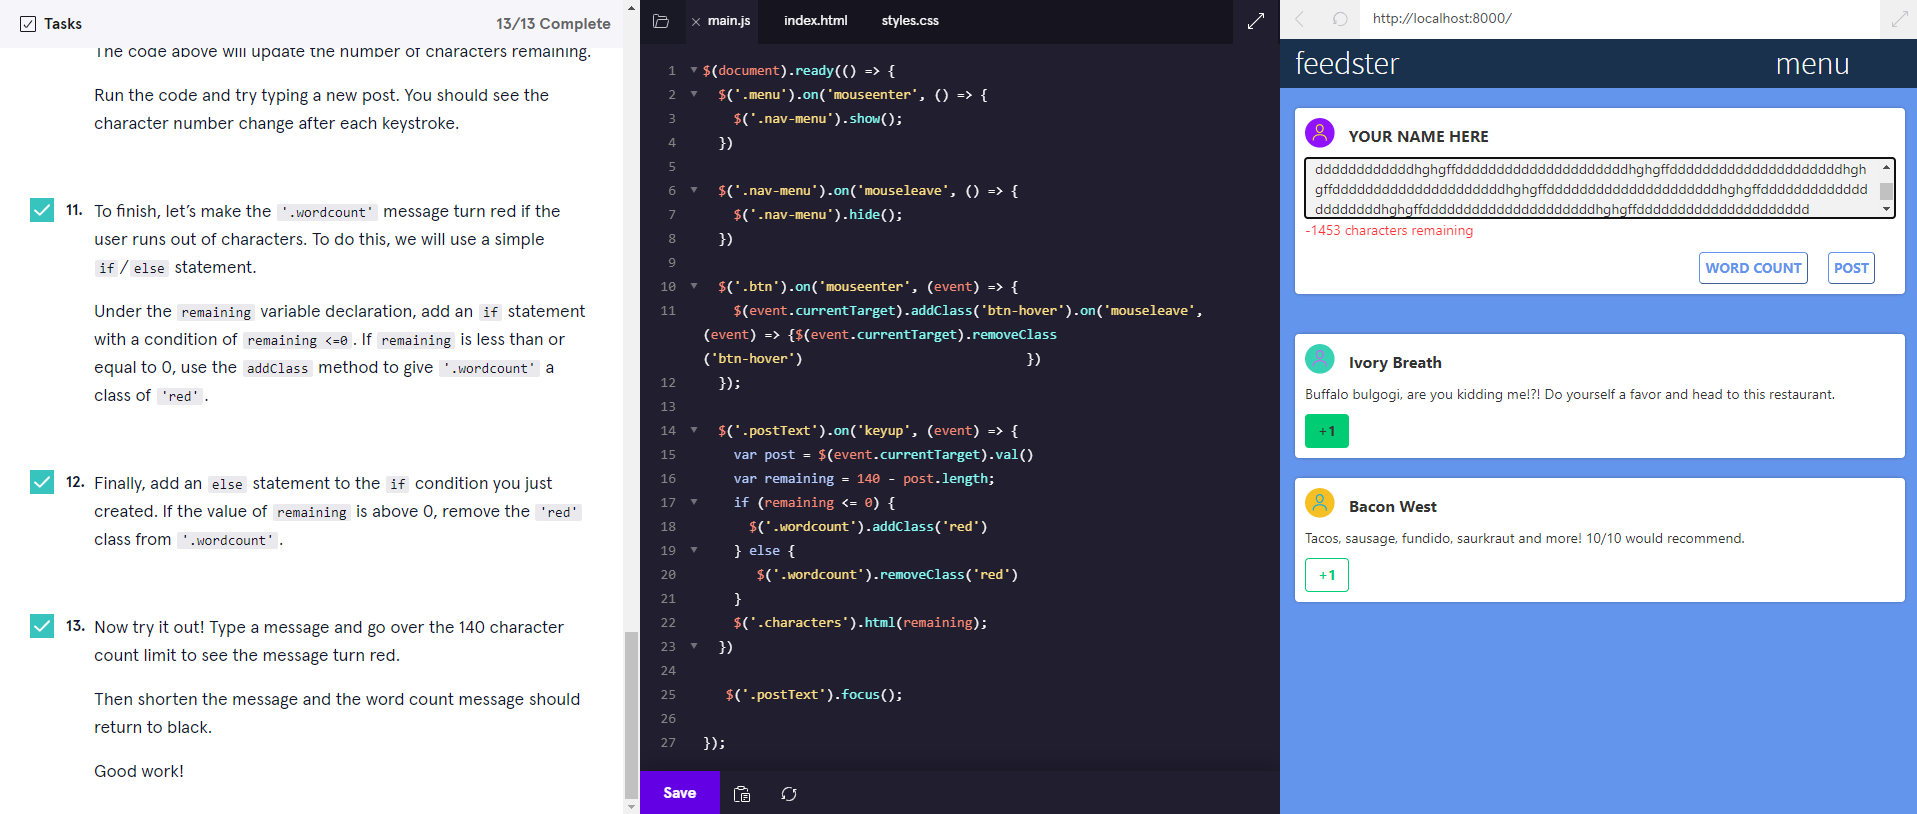 Tasks
13/13 Complete
The code above will update the number of characters remaining.
Run the code and try typing a new post. You should see the
character number change after each keystroke.
11. To finish, let’s make the '.wordcount' message turn red if the
user runs out of characters. To do this, we will use a simple
if / else statement.
Under the remaining variable declaration, add an if statement
with a condition of remaining <=0. If remaining is less than or
equal to 0, use the addClass method to give '.wordcount' a
class of 'red'.
12. Finally, add an else statement to the if condition you just
created. If the value of remaining is above 0, remove the 'red'
class from '.wordcount'.
13. Now try it out! Type a message and go over the 140 character
count limit to see the message turn red.
Then shorten the message and the word count message should
return to black.
Good work!
main.js index.html styles.css
1 $(document).ready(() => {
2 $('.menu').on('mouseenter', () => {
3 $('.nav-menu').show();
4 })
5
6 $('.nav-menu').on('mouseleave', () => {
7 $('.nav-menu').hide();
8 })
9
10 $('.btn').on('mouseenter', (event) => {
11 $(event.currentTarget).addClass('btn-hover').on('mouseleave',
(event) => {$(event.currentTarget).removeClass
('btn-hover') })
12 });
13
14 $('.postText').on('keyup', (event) => {
15 var post = $(event.currentTarget).val()
16 var remaining = 140 - post.length;
17 if (remaining <= 0) {
18 $('.wordcount').addClass('red')
19 } else {
20 $('.wordcount').removeClass('red')
21 }
22 $('.characters').html(remaining);
23 })
24
25 $('.postText').focus();
26
27 });
Save
http://localhost:8000/
feedster
menu
YOUR NAME HERE
-1453 characters remaining
WORD COUNT POST
Ivory Breath
Buffalo bulgogi, are you kidding me!?! Do yourself a favor and head to this restaurant.
+1
Bacon West
Tacos, sausage, fundido, saurkraut and more! 10/10 would recommend.
+1